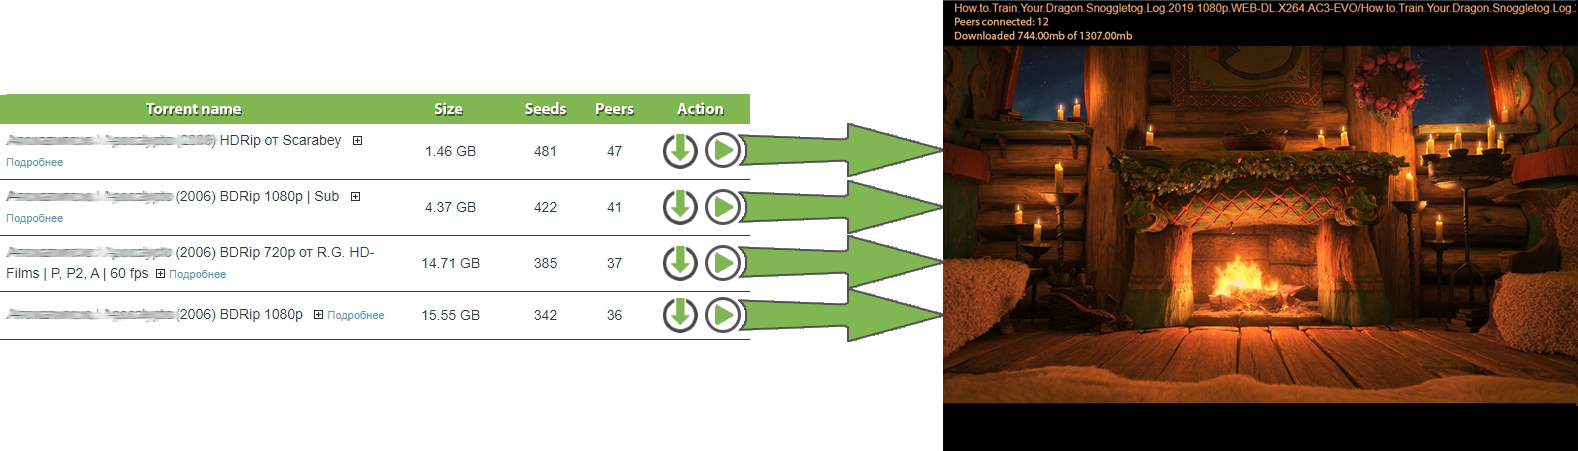 Torrent name Size Seeds Peers Action
(2006) HDRip от Scarabey
Подробнее
1.46 GB 481 47
(2006) BDRip 1080p | Sub
Подробнее
4.37 GB 422 41
(2006) BDRip 720p от R.G. HD-
Films | P, P2, A | 60 fps Подробнее
14.71 GB 385 37
(2006) BDRip 1080p Подробнее
15.55 GB 342 36
How.to.Train.Your.Dragon.Snoggletog.Log.2019.1080p.WEB-DL.X264.AC3-EVO/How.to.Train.Your.Dragon.Snoggletog.Log.
Peers connected: 12
Downloaded 744.00mb of 1307.00mb